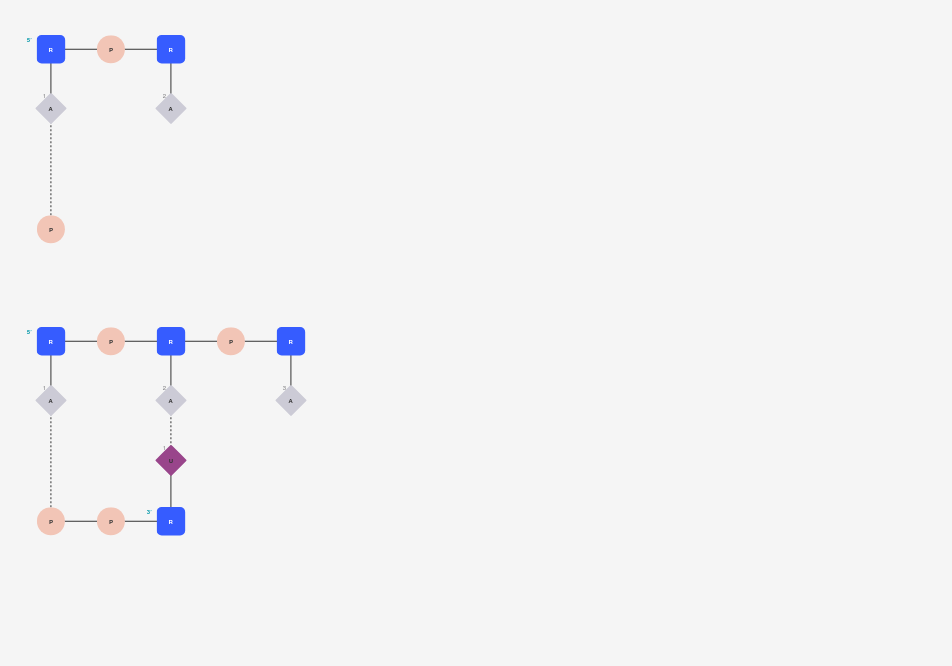 5' R P R
1 A 2 A
P
5' R P R P R
1 A 2 A 3 A
1 U
P P 3' R